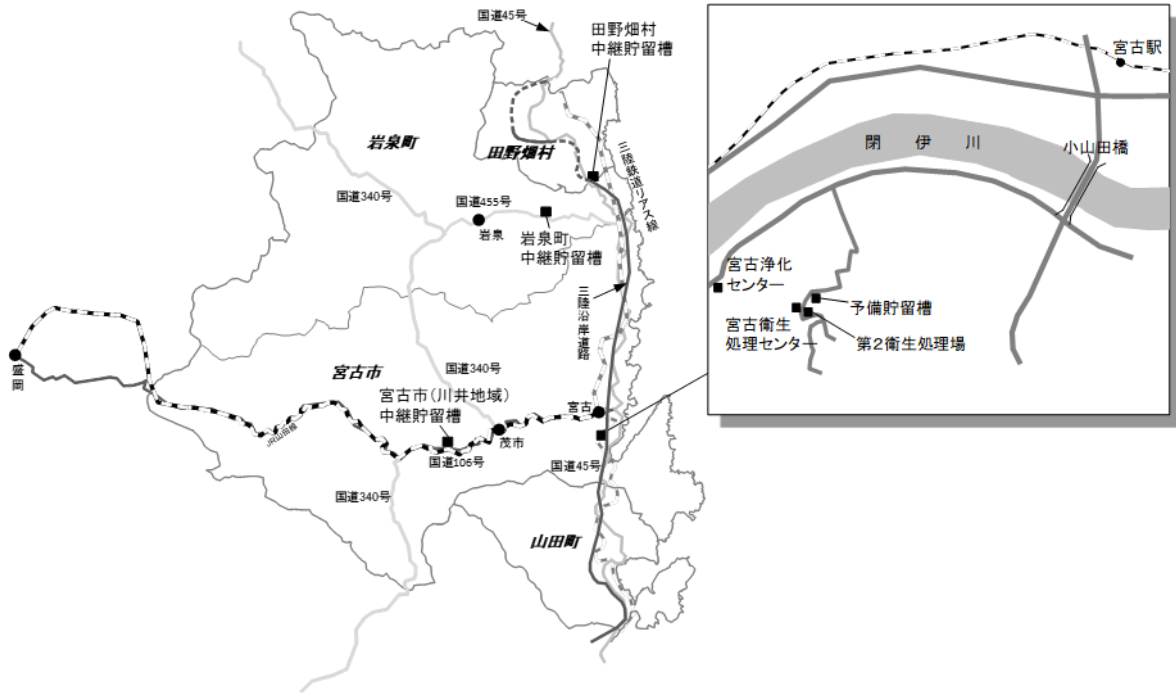 国道45号
田野畑村
中継貯留槽
岩泉町
田野畑村
三陸鉄道リアス線
国道340号
国道455号
岩泉
岩泉町
中継貯留槽
三陸沿岸道路
盛岡
宮古市
国道340号
宮古市(川井地域)
中継貯留槽
宮古
JR山田線
茂市
国道106号
国道45号
国道340号
山田町
宮古駅
閉伊川
小山田橋
宮古浄化
センター
予備貯留槽
宮古衛生
処理センター
第2衛生処理場